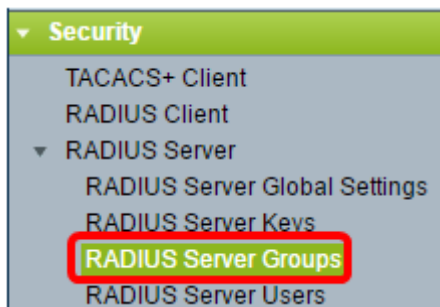 Security
TACACS+ Client
RADIUS Client
RADIUS Server
RADIUS Server Global Settings
RADIUS Server Keys
RADIUS Server Groups
RADIUS Server Users